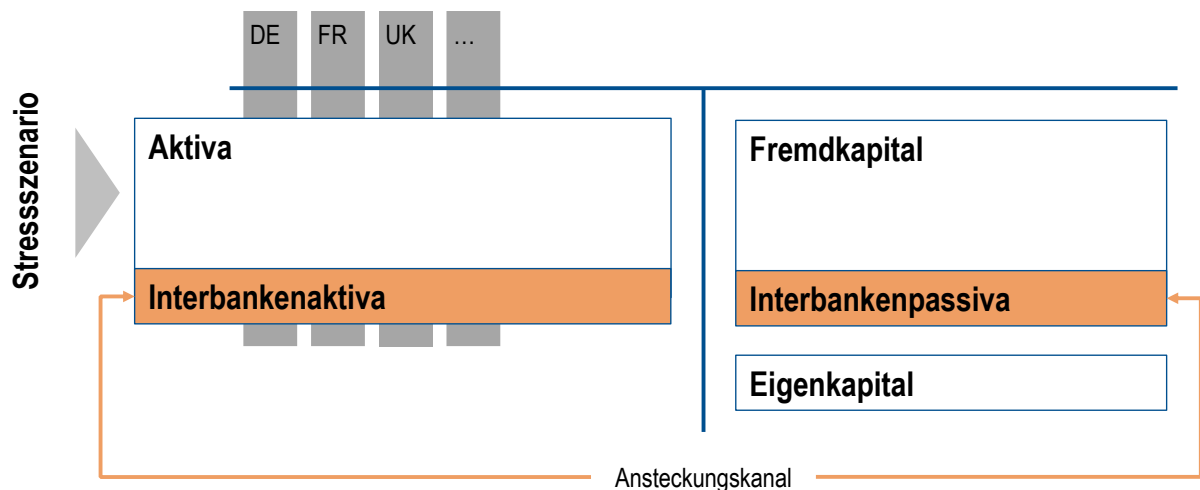 DE FR UK …
Stressszenario
Aktiva
Fremdkapital
Interbankenaktiva
Interbankenpassiva
Eigenkapital
Ansteckungskanal